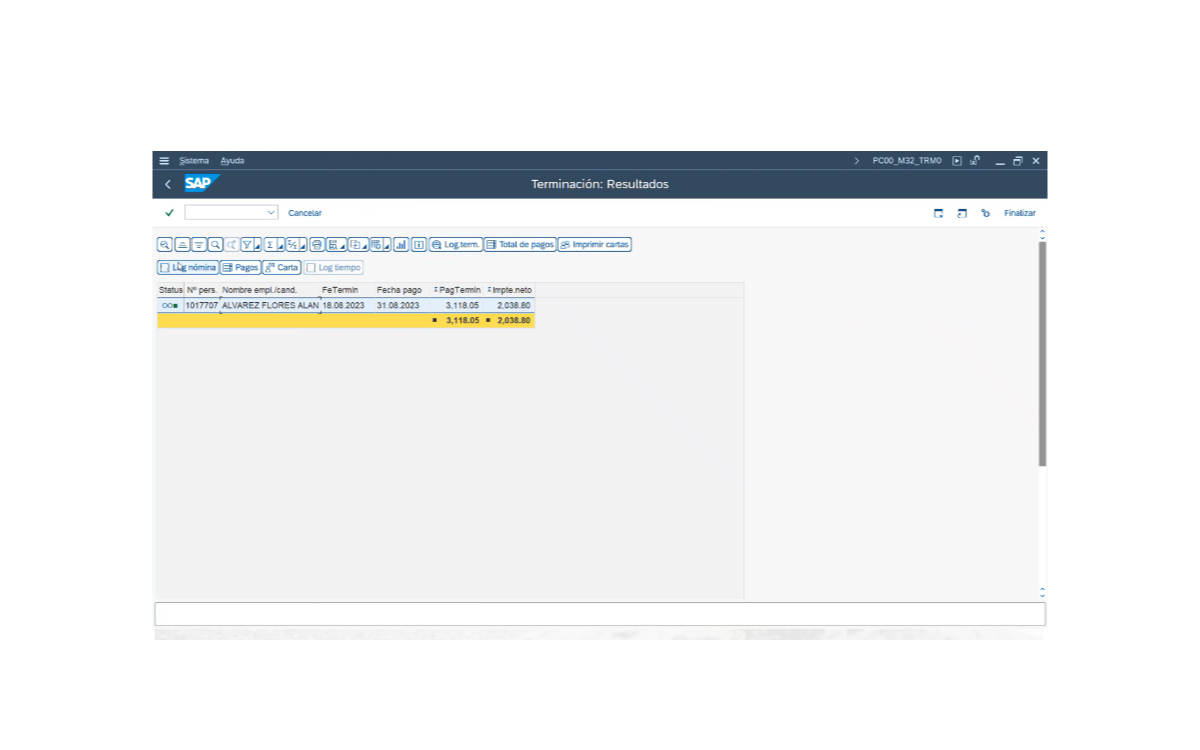 Sistema Ayuda PC00_M32_TRM0
SAP Terminación: Resultados
Cancelar Finalizar
Log.term. Total de pagos Imprimir cartas
Log nómina Pagos Carta Log tiempo
Status Nº pers. Nombre empl./cand. FeTermin Fecha pago PagTermin Impte.neto
1017707 ALVAREZ FLORES ALAN 18.08.2023 31.08.2023 3,118.05 2,038.80
3,118.05 2,038.80